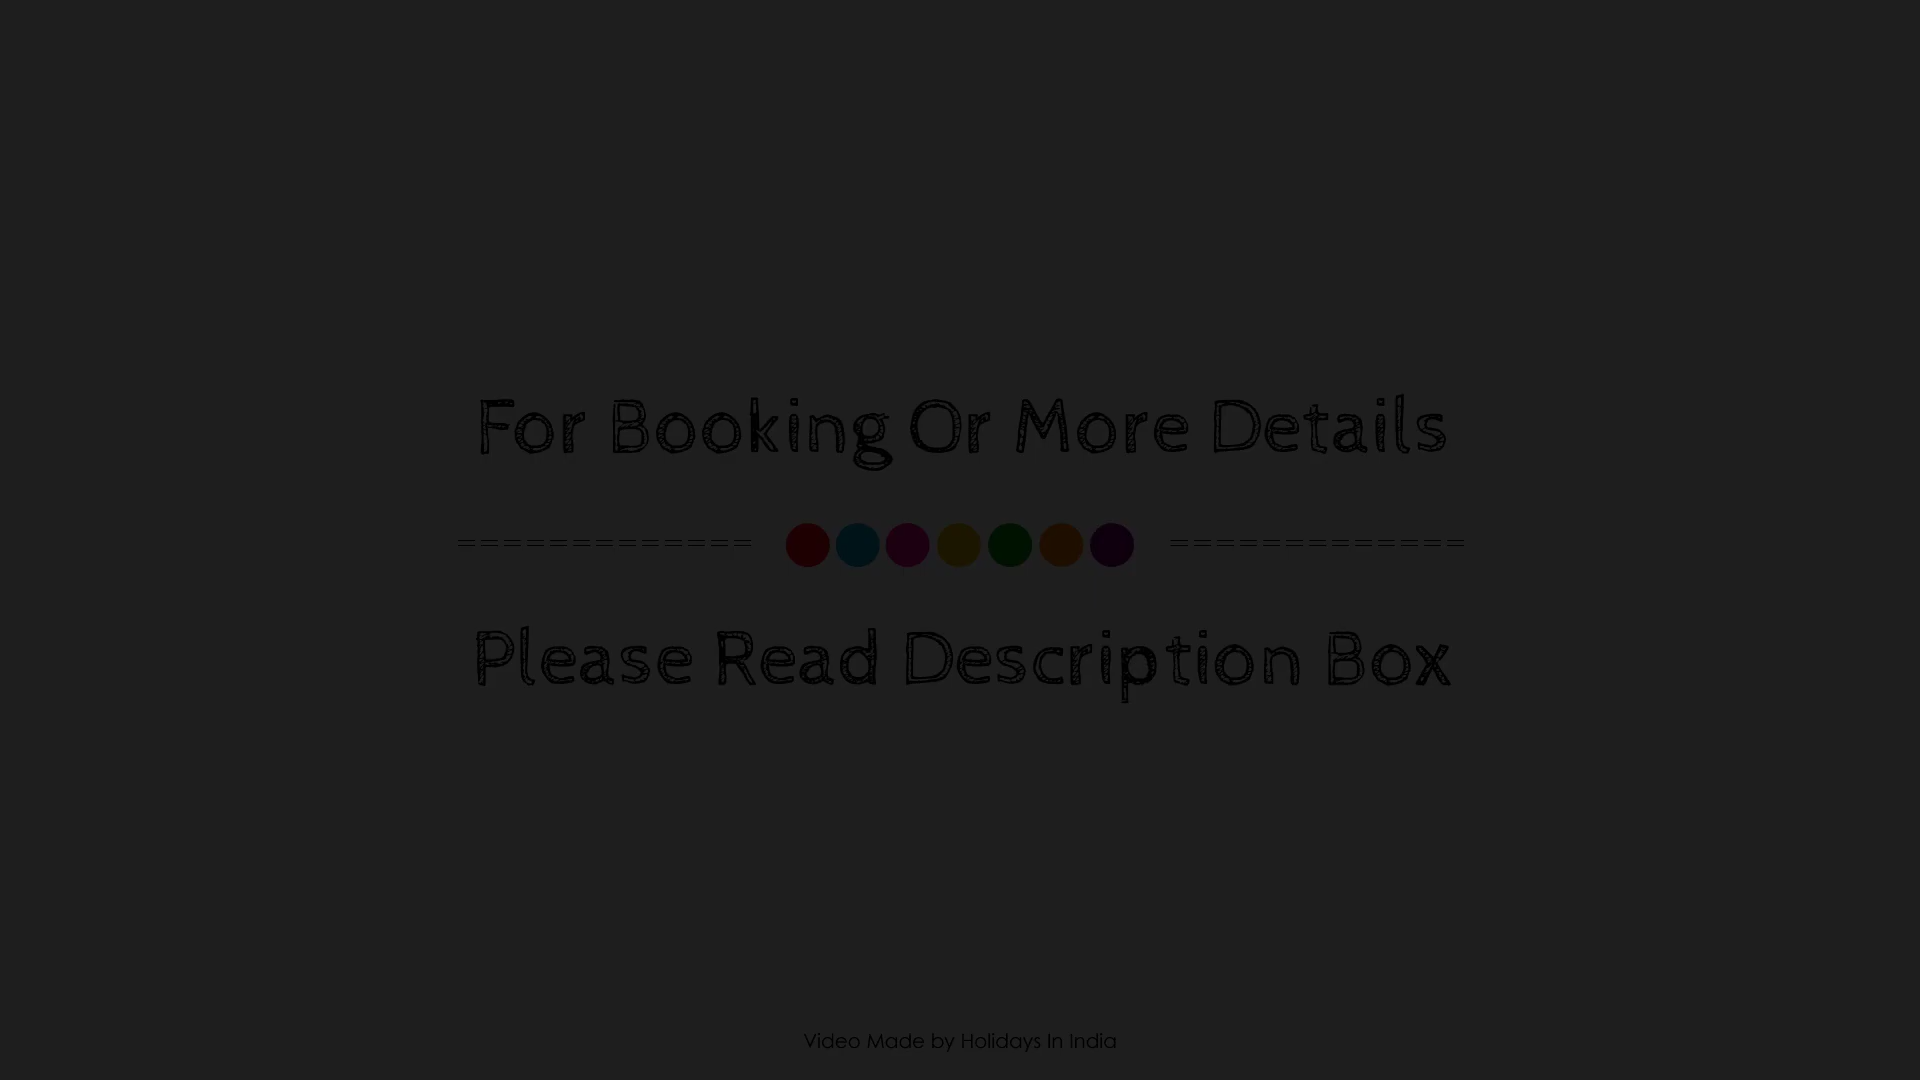 For Booking Or More Details
============= =============
Please Read Description Box
Video Made by Holidays In India